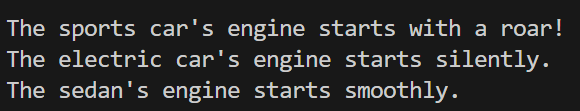 The sports car's engine starts with a roar!
The electric car's engine starts silently.
The sedan's engine starts smoothly.